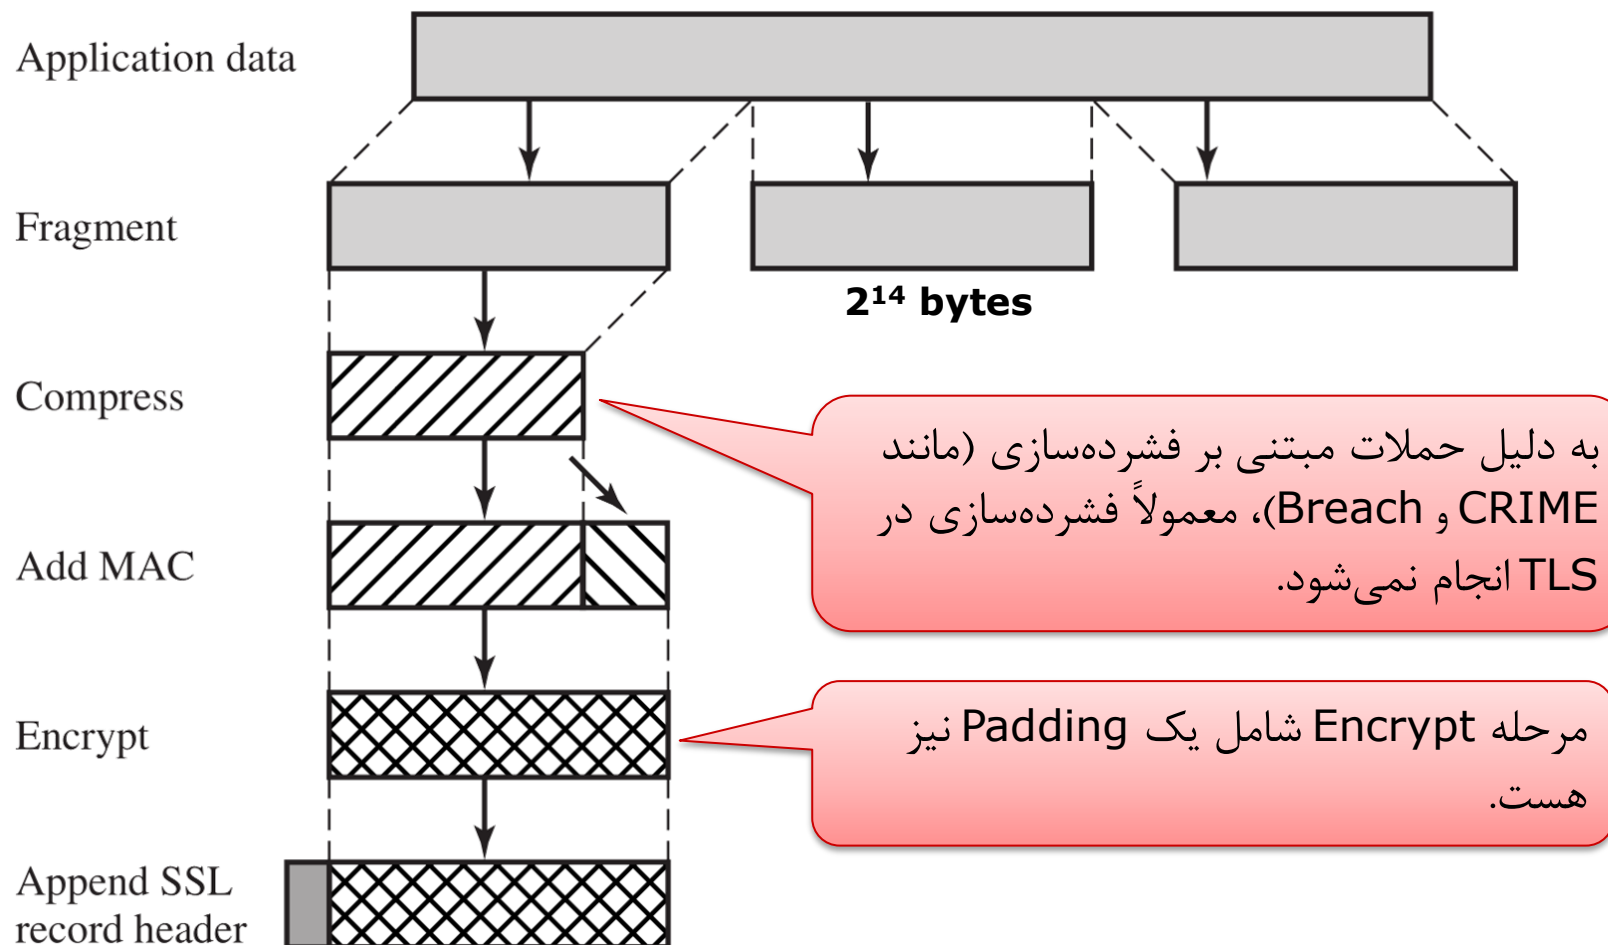 Application data
Fragment
2¹⁴ bytes
Compress
به دلیل حملات مبتنی بر فشرده‌سازی (مانند
CRIME و Breach)، معمولاً فشرده‌سازی در
TLS انجام نمی‌شود.
Add MAC
Encrypt
مرحله Encrypt شامل یک Padding نیز
هست.
Append SSL
record header